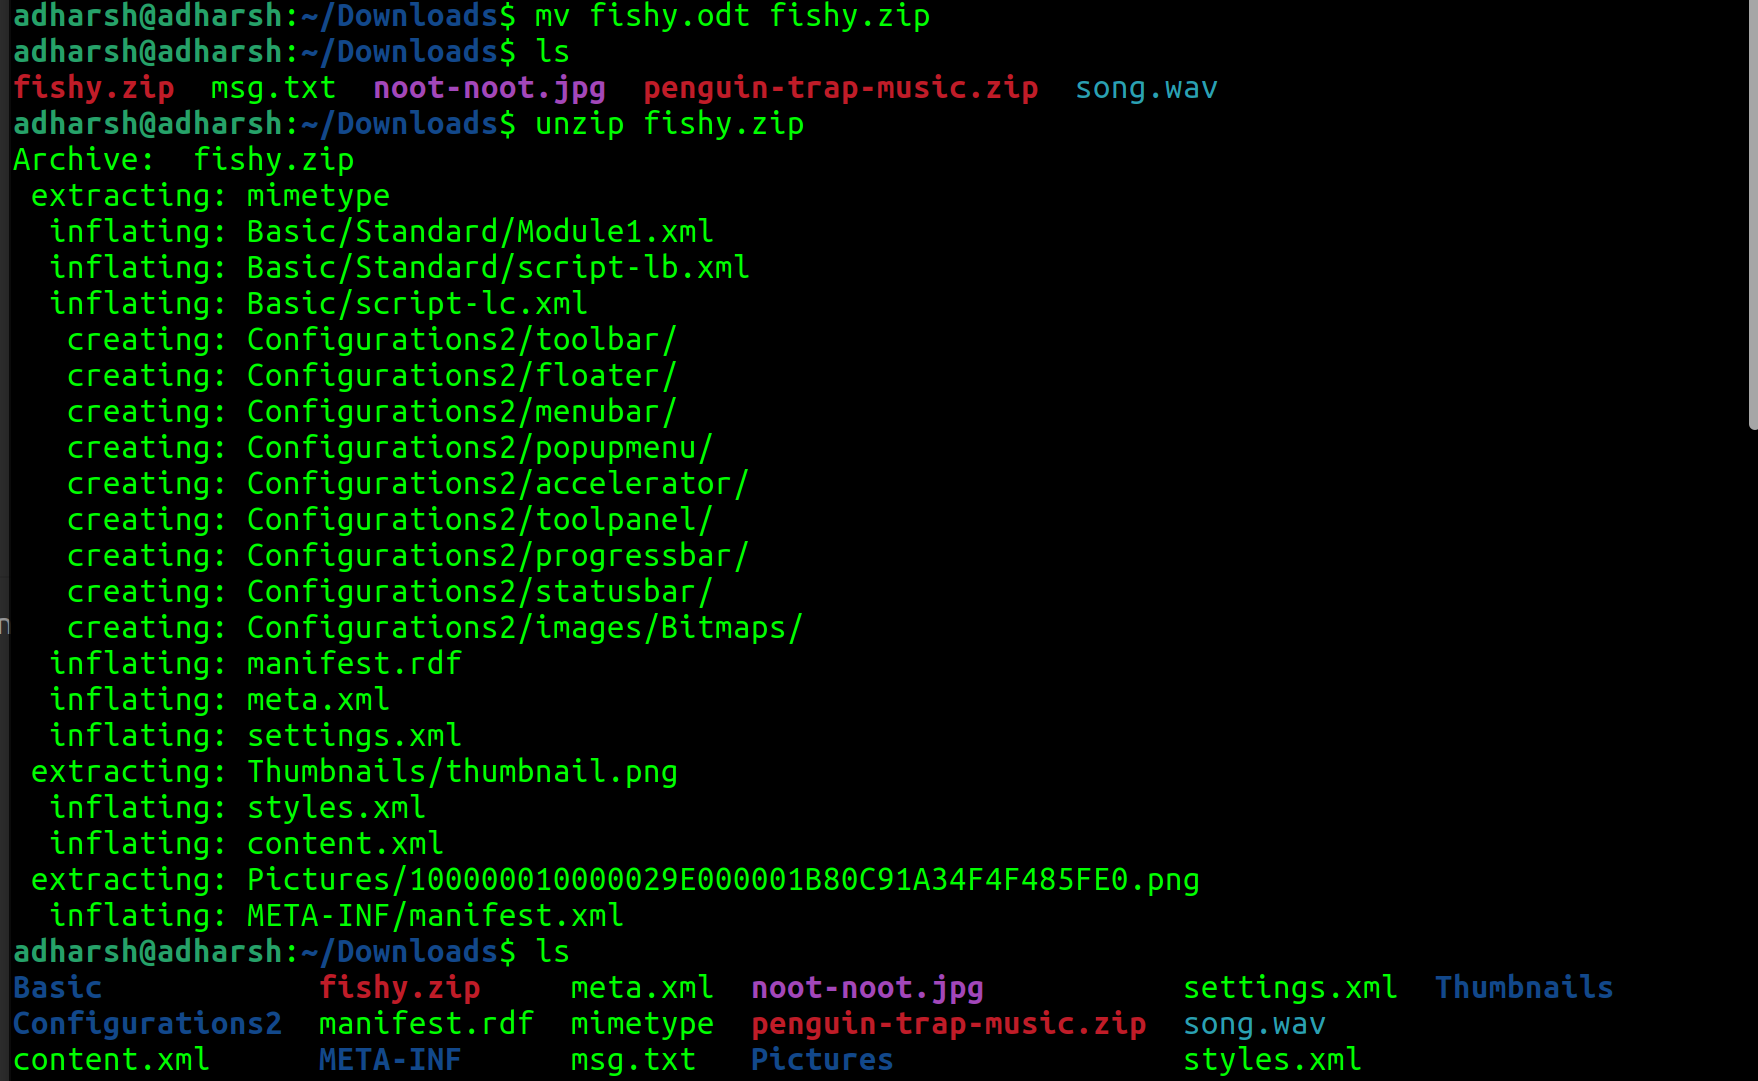 adharsh@adharsh:~/Downloads$ mv fishy.odt fishy.zip
adharsh@adharsh:~/Downloads$ ls
fishy.zip  msg.txt  noot-noot.jpg  penguin-trap-music.zip  song.wav
adharsh@adharsh:~/Downloads$ unzip fishy.zip
Archive:  fishy.zip
 extracting: mimetype
  inflating: Basic/Standard/Module1.xml
  inflating: Basic/Standard/script-lb.xml
  inflating: Basic/script-lc.xml
   creating: Configurations2/toolbar/
   creating: Configurations2/floater/
   creating: Configurations2/menubar/
   creating: Configurations2/popupmenu/
   creating: Configurations2/accelerator/
   creating: Configurations2/toolpanel/
   creating: Configurations2/progressbar/
   creating: Configurations2/statusbar/
   creating: Configurations2/images/Bitmaps/
  inflating: manifest.rdf
  inflating: meta.xml
  inflating: settings.xml
 extracting: Thumbnails/thumbnail.png
  inflating: styles.xml
  inflating: content.xml
 extracting: Pictures/100000010000029E000001B80C91A34F4F485FE0.png
  inflating: META-INF/manifest.xml
adharsh@adharsh:~/Downloads$ ls
Basic            fishy.zip     meta.xml  noot-noot.jpg           settings.xml  Thumbnails
Configurations2  manifest.rdf  mimetype  penguin-trap-music.zip  song.wav
content.xml      META-INF      msg.txt   Pictures                styles.xml